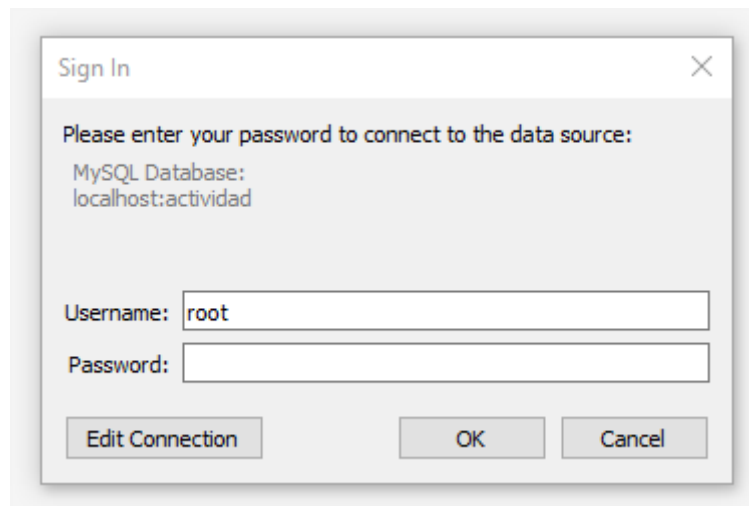 Sign In
Please enter your password to connect to the data source:
MySQL Database:
localhost:actividad
Username: root
Password:
Edit Connection OK Cancel